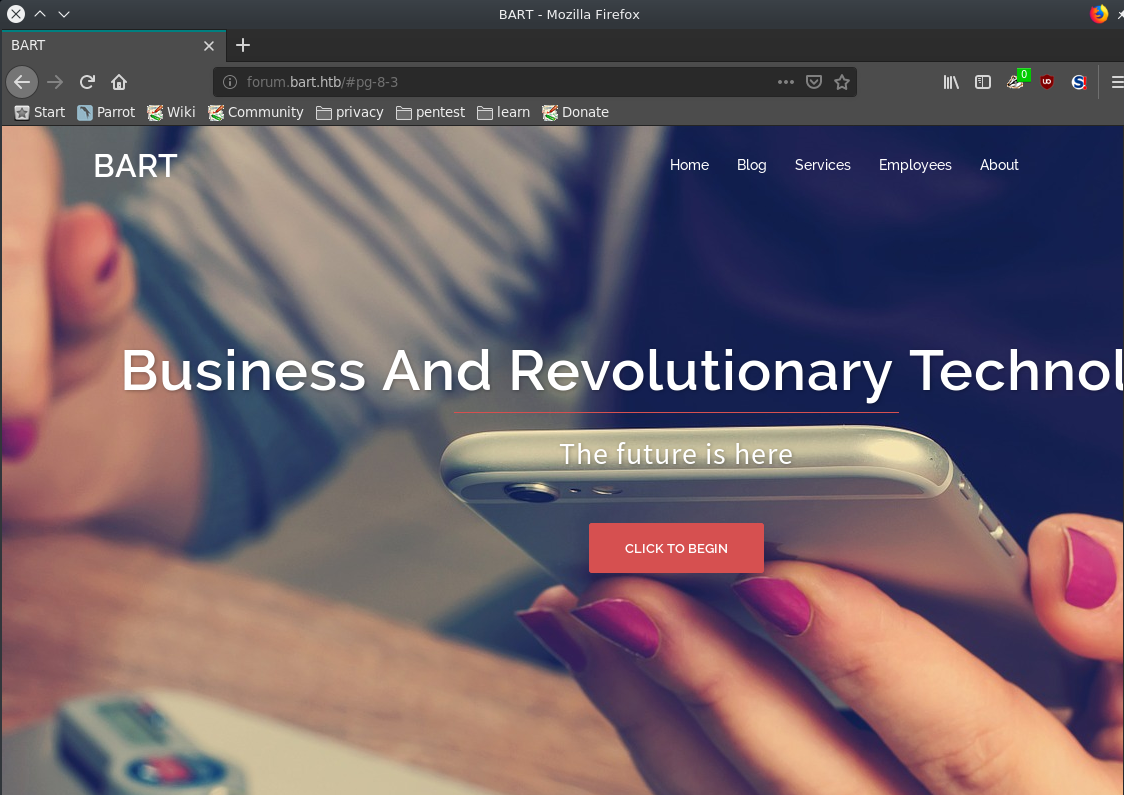 BART - Mozilla Firefox
BART
forum.bart.htb/#pg-8-3
0
UO
S
Start Parrot Wiki Community privacy pentest learn Donate
BART
Home Blog Services Employees About
Business And Revolutionary Technol
The future is here
CLICK TO BEGIN